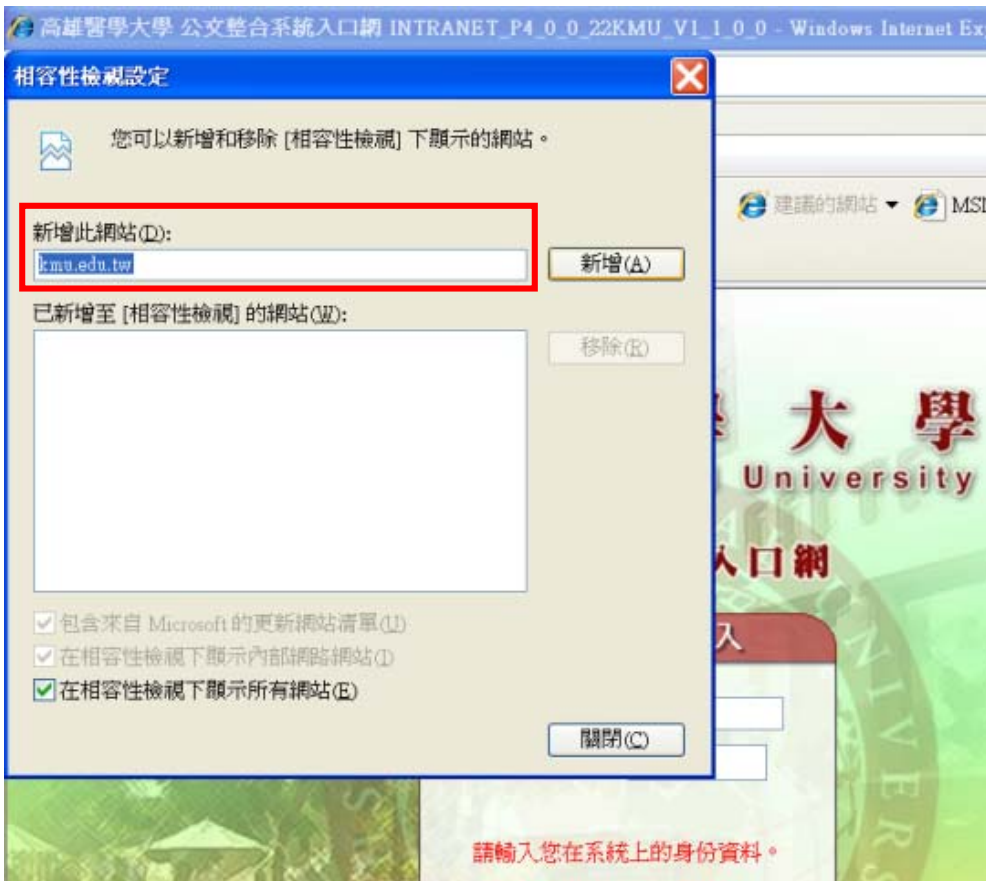 高雄醫學大學 公文整合系統入口網 INTRANET_P4_0_0_22KMU_V1_1_0_0 - Windows Internet Ex
相容性檢視設定
您可以新增和移除 [相容性檢視] 下顯示的網站。
建議的網站
新增此網站(D):
kmu.edu.tw
新增(A)
已新增至 [相容性檢視] 的網站(W):
移除(R)
大 學
University
入口網
包含來自 Microsoft 的更新網站清單(U)
在相容性檢視下顯示內部網路網站(I)
入
在相容性檢視下顯示所有網站(E)
關閉(C)
請輸入您在系統上的身份資料。